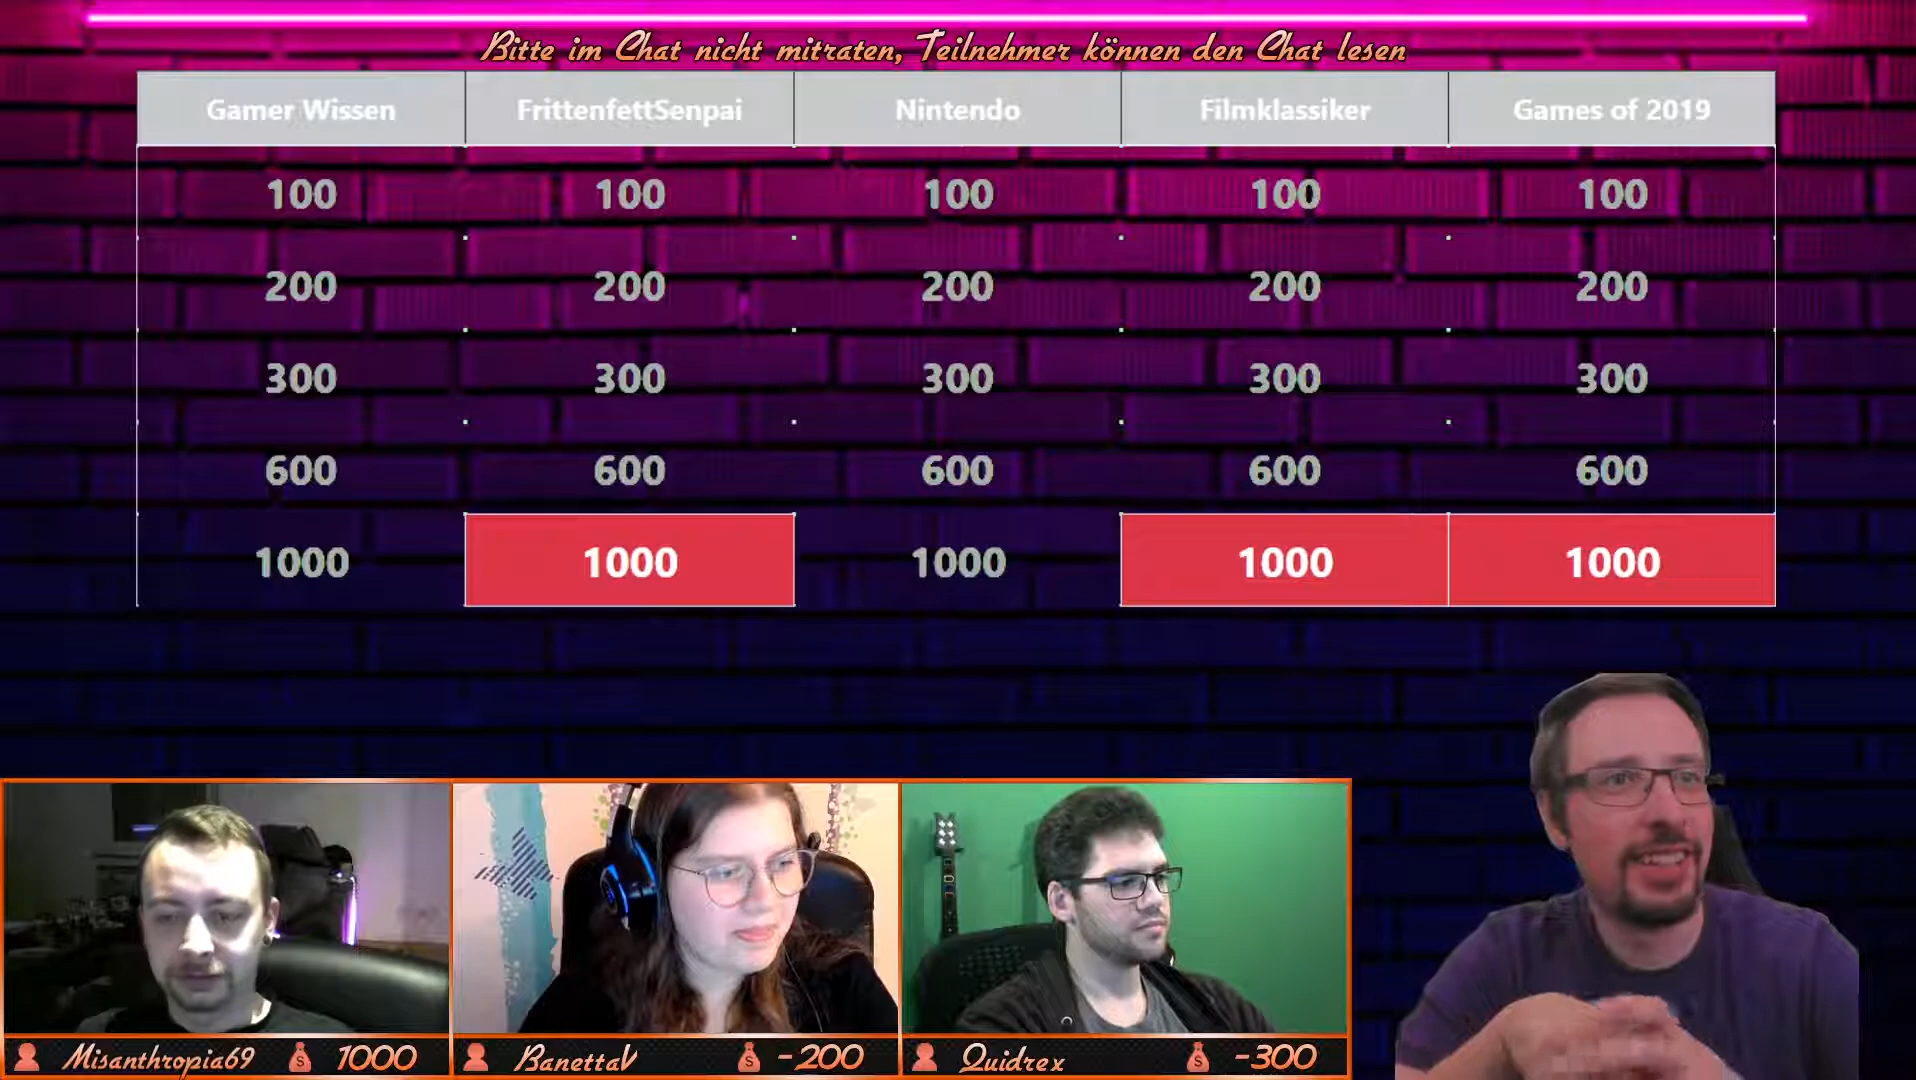 Bitte im Chat nicht mitraten, Teilnehmer können den Chat lesen
Gamer Wissen FrittenfettSenpai Nintendo Filmklassiker Games of 2019
100 100 100 100 100
200 200 200 200 200
300 300 300 300 300
600 600 600 600 600
1000 1000 1000 1000 1000
Misanthropia69 $ 1000 BanettaV $ -200 Quidrex $ -300